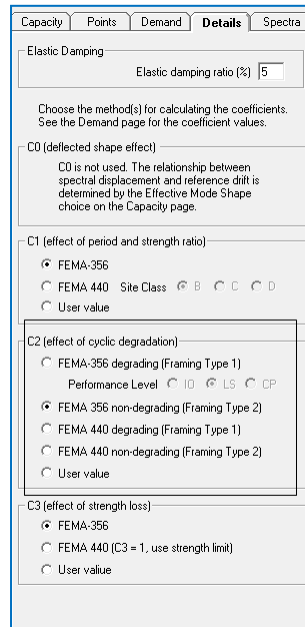 Capacity Points Demand Details Spectra
Elastic Damping
Elastic damping ratio (%) 5
Choose the method(s) for calculating the coefficients.
See the Demand page for the coefficient values.
C0 (deflected shape effect)
C0 is not used. The relationship between
spectral displacement and reference drift is
determined by the Effective Mode Shape
choice on the Capacity page.
C1 (effect of period and strength ratio)
FEMA-356
FEMA 440 Site Class B C D
User value
C2 (effect of cyclic degradation)
FEMA-356 degrading (Framing Type 1)
Performance Level IO LS CP
FEMA 356 non-degrading (Framing Type 2)
FEMA 440 degrading (Framing Type 1)
FEMA 440 non-degrading (Framing Type 2)
User value
C3 (effect of strength loss)
FEMA-356
FEMA 440 (C3 = 1, use strength limit)
User valiue